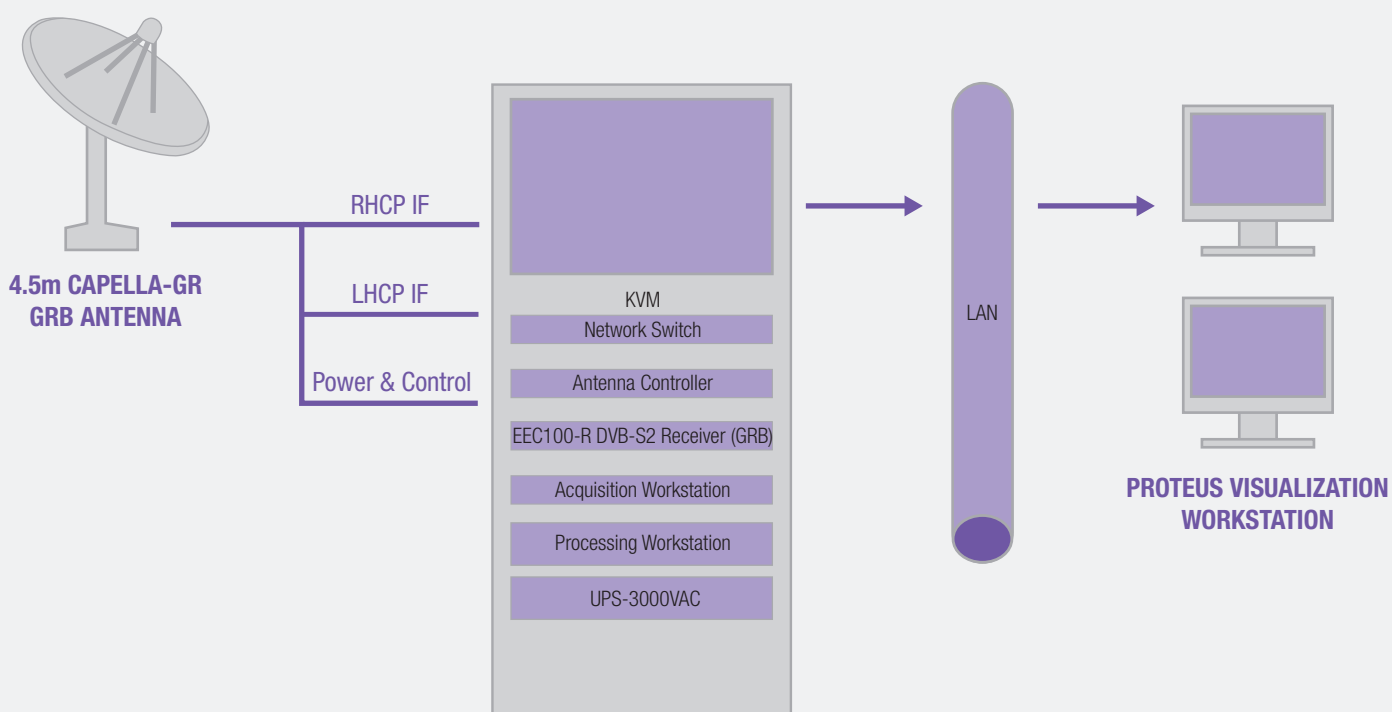 4.5m CAPELLA-GR
GRB ANTENNA
RHCP IF
LHCP IF
Power & Control
KVM
Network Switch
Antenna Controller
EEC100-R DVB-S2 Receiver (GRB)
Acquisition Workstation
Processing Workstation
UPS-3000VAC
LAN
PROTEUS VISUALIZATION
WORKSTATION